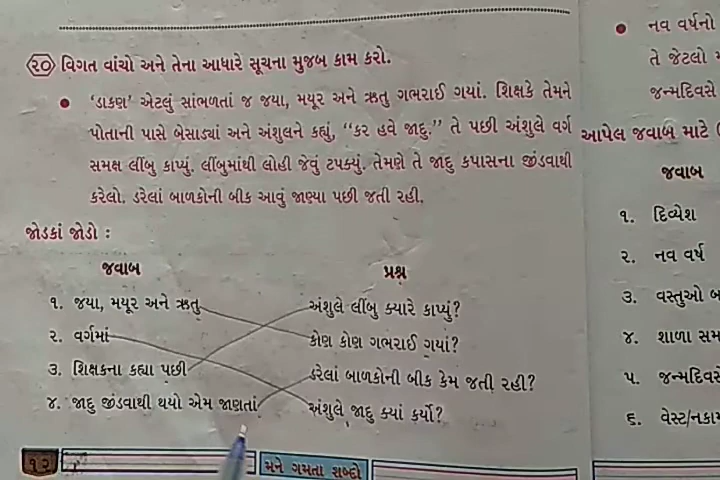 ૨૦ વિગત વાંચો અને તેના આધારે સૂચના મુજબ કામ કરો.
● 'ડાકણ' એટલું સાંભળતાં જ જયા, મયૂર અને ઋતુ ગભરાઈ ગયાં. શિક્ષકે તેમને
પોતાની પાસે બેસાડ્યાં અને અંશુલને કહ્યું, "કર હવે જાદુ." તે પછી અંશુલે વર્ગ
સમક્ષ લીંબુ કાપ્યું. લીંબુમાંથી લોહી જેવું ટપક્યું. તેમણે તે જાદુ કપાસના જીંડવાથી
કરેલો. ડરેલાં બાળકોની બીક આવું જાણ્યા પછી જતી રહી.
જોડકાં જોડો :
જવાબ પ્રશ્ન
૧. જયા, મયૂર અને ઋતુ અંશુલે લીંબુ ક્યારે કાપ્યું?
૨. વર્ગમાં કોણ કોણ ગભરાઈ ગયાં?
૩. શિક્ષકના કહ્યા પછી ડરેલાં બાળકોની બીક કેમ જતી રહી?
૪. જાદુ જીંડવાથી થયો એમ જાણતાં અંશુલે જાદુ ક્યાં કર્યો?
૧૨ મને ગમતા શબ્દો
● નવ વર્ષનો
તે જેટલો
જન્મદિવસે
આપેલ જવાબ માટે
જવાબ
૧. દિવ્યેશ
૨. નવ વર્ષ
૩. વસ્તુઓ
૪. શાળા
૫.
૬.